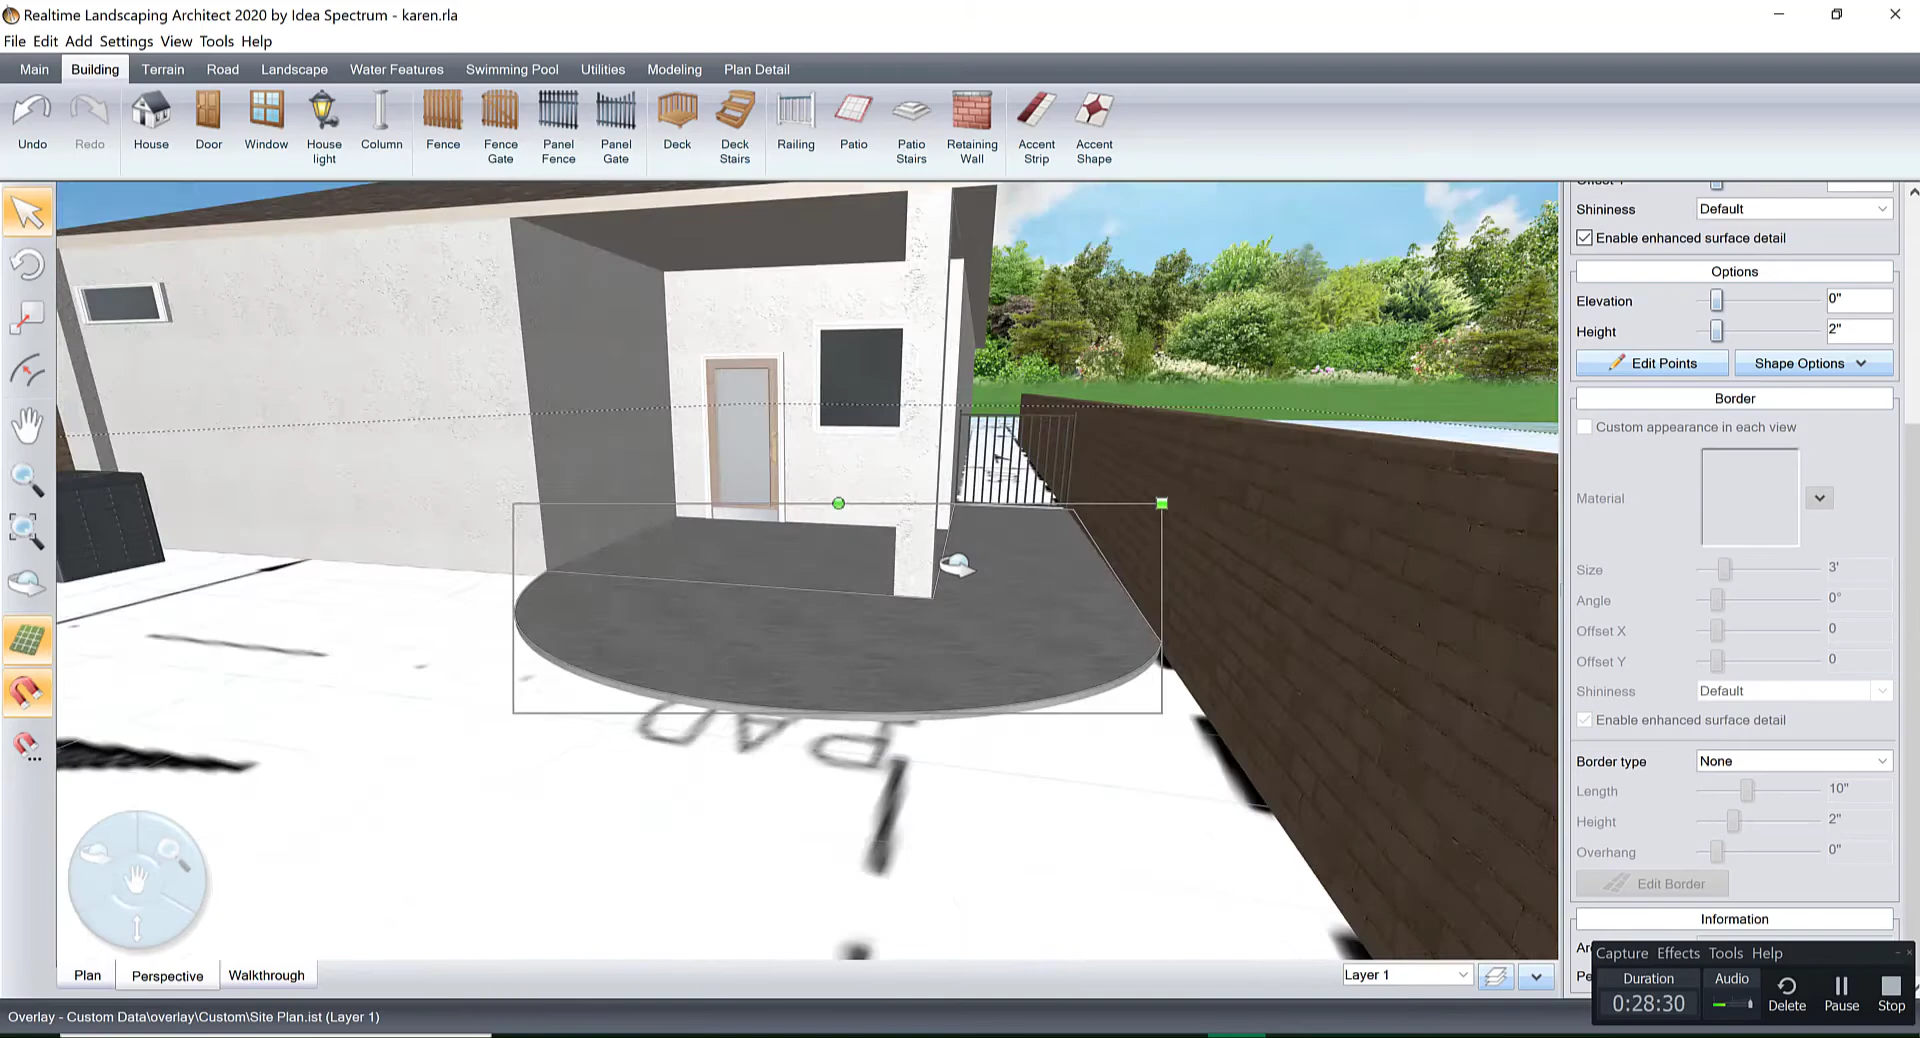 Realtime Landscaping Architect 2020 by Idea Spectrum - karen.rla
File Edit Add Settings View Tools Help
Main Building Terrain Road Landscape Water Features Swimming Pool Utilities Modeling Plan Detail
Undo Redo House Door Window House light Column Fence Fence Gate Panel Fence Panel Gate Deck Deck Stairs Railing Patio Patio Stairs Retaining Wall Accent Strip Accent Shape
Shininess Default
Enable enhanced surface detail
Options
Elevation 0"
Height 2"
Edit Points Shape Options
Border
Custom appearance in each view
Material
Size 3'
Angle 0°
Offset X 0
Offset Y 0
Shininess Default
Enable enhanced surface detail
Border type None
Length 10"
Height 2"
Overhang 0"
Edit Border
Information
PAD
Plan Perspective Walkthrough
Layer 1
Capture Effects Tools Help
Duration Audio
0:28:30 Delete Pause Stop
Overlay - Custom Data\overlay\Custom\Site Plan.ist (Layer 1)